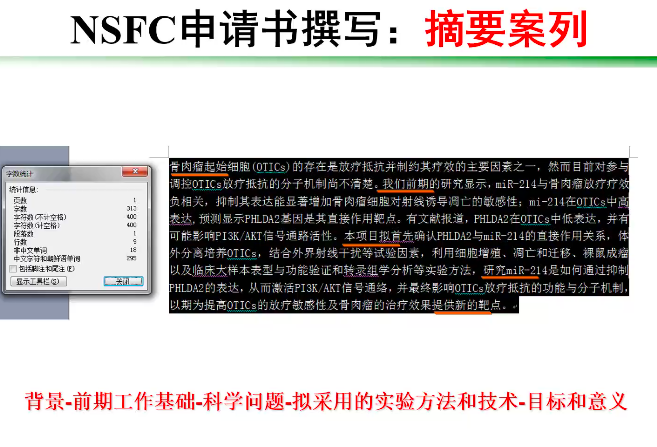 NSFC申请书撰写：摘要案列
字数统计
统计信息:
页数 1
字数 313
字符数(不计空格) 400
字符数(计空格) 400
段落数 1
行数 9
非中文单词 18
中文字符和朝鲜语单词 295
包括脚注和尾注(F)
显示工具栏(S) 关闭
骨肉瘤起始细胞(OTICs)的存在是放疗抵抗并制约其疗效的主要因素之一，然而目前对参与
调控OTICs放疗抵抗的分子机制尚不清楚。我们前期的研究显示，miR-214与骨肉瘤放疗疗效
负相关，抑制其表达能显著增加骨肉瘤细胞对射线诱导凋亡的敏感性。mi-214在OTICs中高
表达,预测显示PHLDA2基因是其直接作用靶点。有文献报道，PHLDA2在OTICs中低表达，并有
可能影响PI3K/AKT信号通路活性。本项目拟首先确认PHLDA2与miR-214的直接作用关系，体
外分离培养OTICs，结合外界射线干扰等试验因素，利用细胞增殖、凋亡和迁移、裸鼠成瘤
以及临床大样本表型与功能验证和转录组学分析等实验方法，研究miR-214是如何通过抑制
PHLDA2的表达，从而激活PI3K/AKT信号通络，并最终影响OTICs放疗抵抗的功能与分子机制，
以期为提高OTICs的放疗敏感性及骨肉瘤的治疗效果提供新的靶点。
背景-前期工作基础-科学问题-拟采用的实验方法和技术-目标和意义